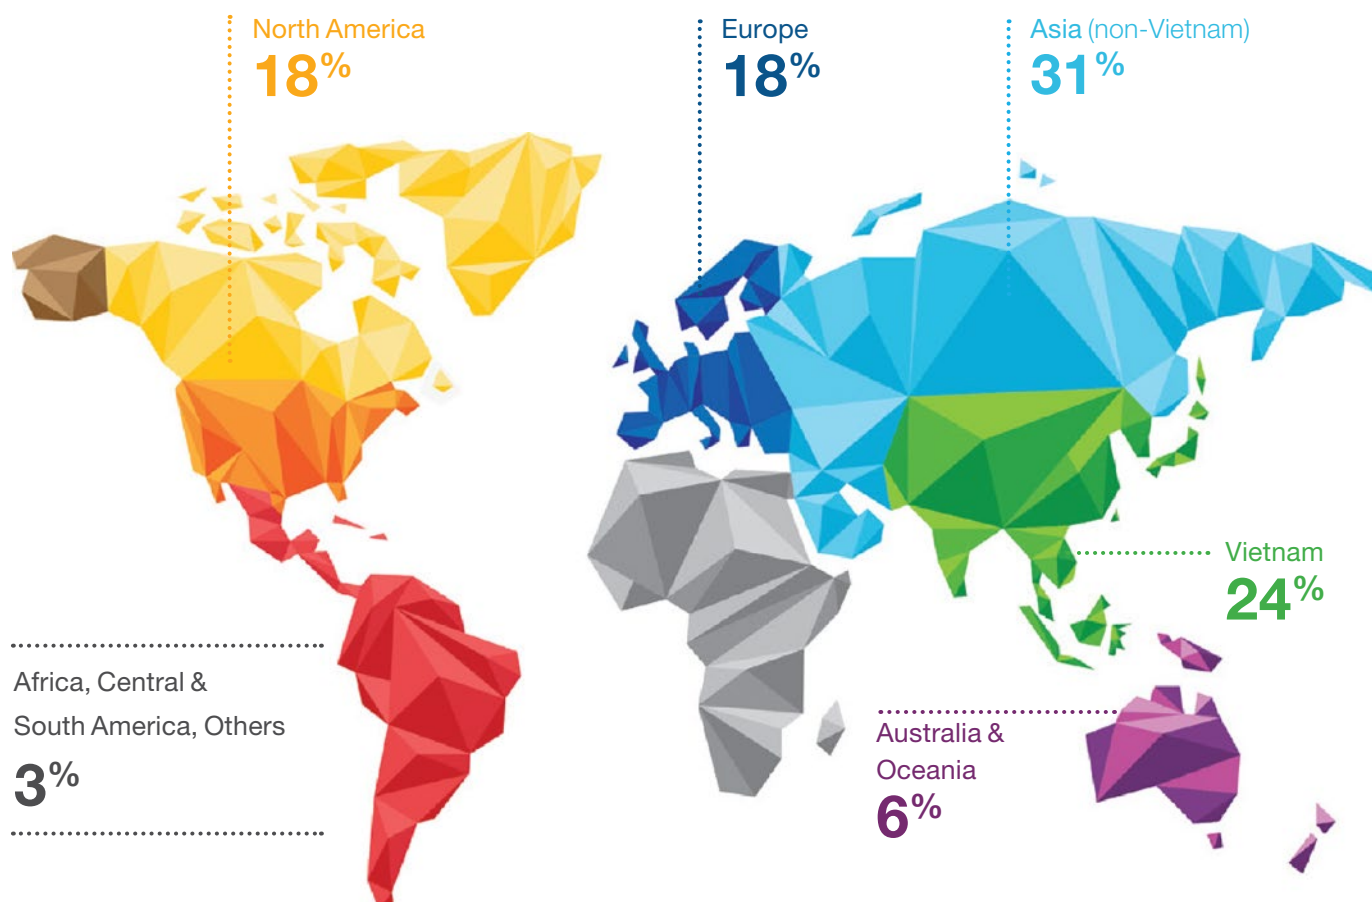 North America
18%
Europe
18%
Asia (non-Vietnam)
31%
Vietnam
24%
Africa, Central &
South America, Others
3%
Australia &
Oceania
6%